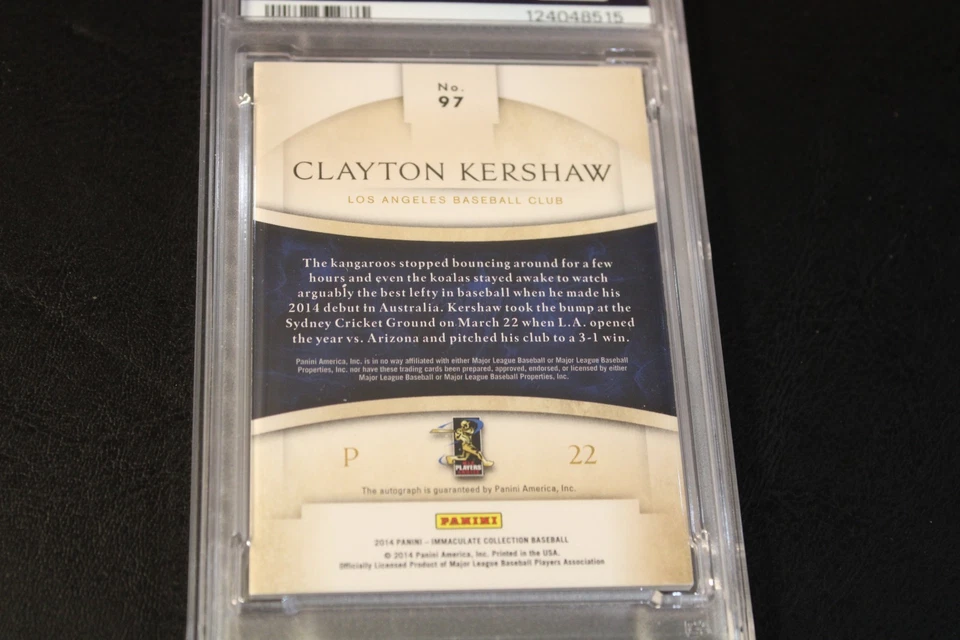 124048515
No.
97
CLAYTON KERSHAW
LOS ANGELES BASEBALL CLUB
The kangaroos stopped bouncing around for a few
hours and even the koalas stayed awake to watch
arguably the best lefty in baseball when he made his
2014 debut in Australia. Kershaw took the bump at the
Sydney Cricket Ground on March 22 when L.A. opened
the year vs. Arizona and pitched his club to a 3-1 win.
Panini America, Inc. is in no way affiliated with either Major League Baseball or Major League Baseball
Properties, Inc. nor have these trading cards been prepared, approved, endorsed, or licensed by either
Major League Baseball or Major League Baseball Properties, Inc.
P
PLAYERS
22
The autograph is guaranteed by Panini America, Inc.
PANINI
2014 PANINI – IMMACULATE COLLECTION BASEBALL
© 2014 Panini America, Inc. Printed in the USA.
Officially Licensed Product of Major League Baseball Players Association